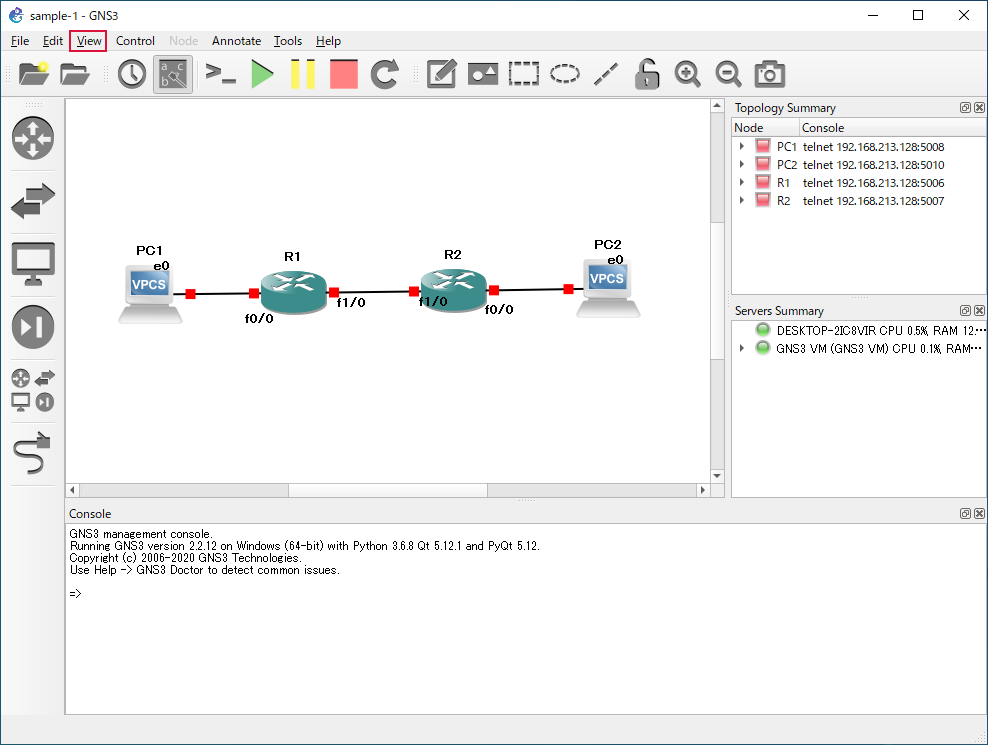 sample-1 - GNS3
File Edit View Control Node Annotate Tools Help
abc
Topology Summary
Node Console
PC1 telnet 192.168.213.128:5008
PC2 telnet 192.168.213.128:5010
R1 telnet 192.168.213.128:5006
R2 telnet 192.168.213.128:5007
PC1
e0
VPCS
R1
f0/0
f1/0
R2
f1/0
f0/0
PC2
e0
VPCS
Servers Summary
DESKTOP-2IC8VIR CPU 0.5%, RAM 12.…
GNS3 VM (GNS3 VM) CPU 0.1%, RAM…
Console
GNS3 management console.
Running GNS3 version 2.2.12 on Windows (64-bit) with Python 3.6.8 Qt 5.12.1 and PyQt 5.12.
Copyright (c) 2006-2020 GNS3 Technologies.
Use Help -> GNS3 Doctor to detect common issues.
=>